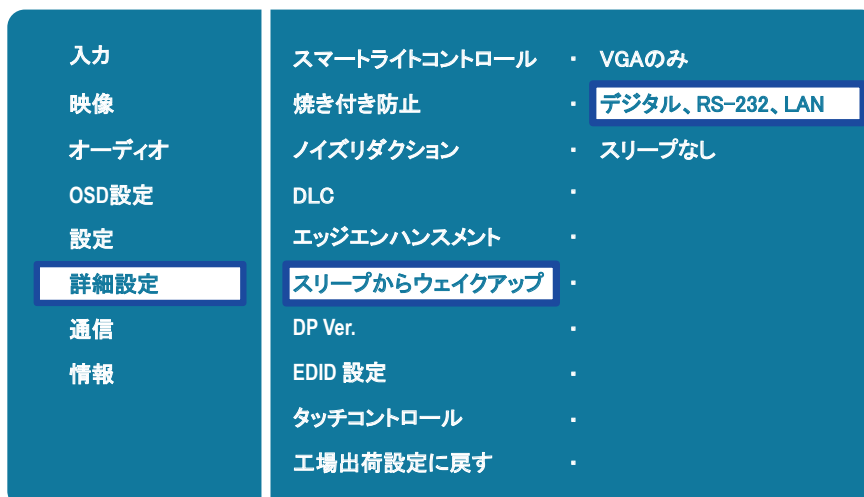 入力
映像
オーディオ
OSD設定
設定
詳細設定
通信
情報
スマートライトコントロール
焼き付き防止
ノイズリダクション
DLC
エッジエンハンスメント
スリープからウェイクアップ
DP Ver.
EDID 設定
タッチコントロール
工場出荷設定に戻す
・ VGAのみ
・ デジタル、RS-232、LAN
・ スリープなし
・
・
・
・
・
・
・